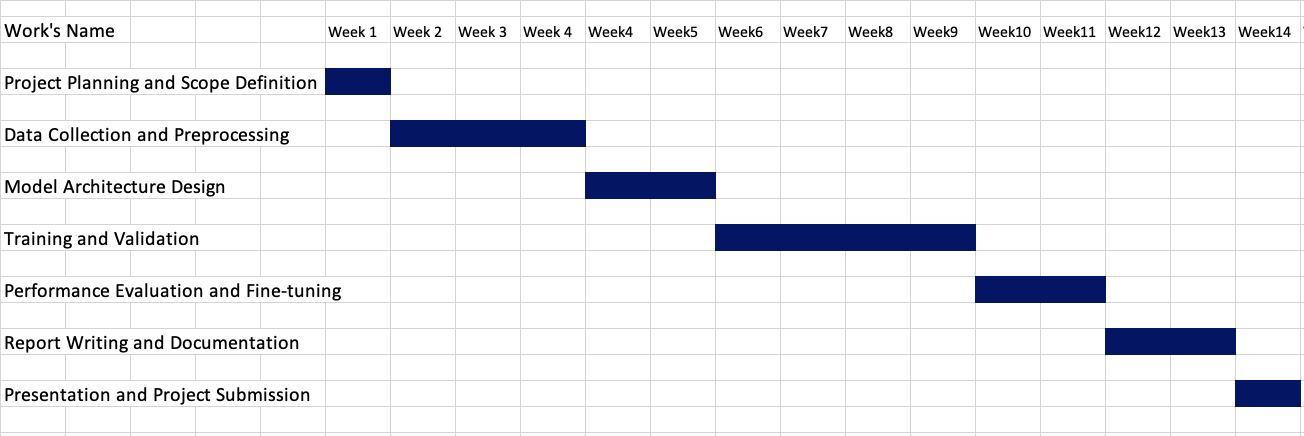 Work's Name Week 1 Week 2 Week 3 Week 4 Week4 Week5 Week6 Week7 Week8 Week9 Week10 Week11 Week12 Week13 Week14
Project Planning and Scope Definition
Data Collection and Preprocessing
Model Architecture Design
Training and Validation
Performance Evaluation and Fine-tuning
Report Writing and Documentation
Presentation and Project Submission